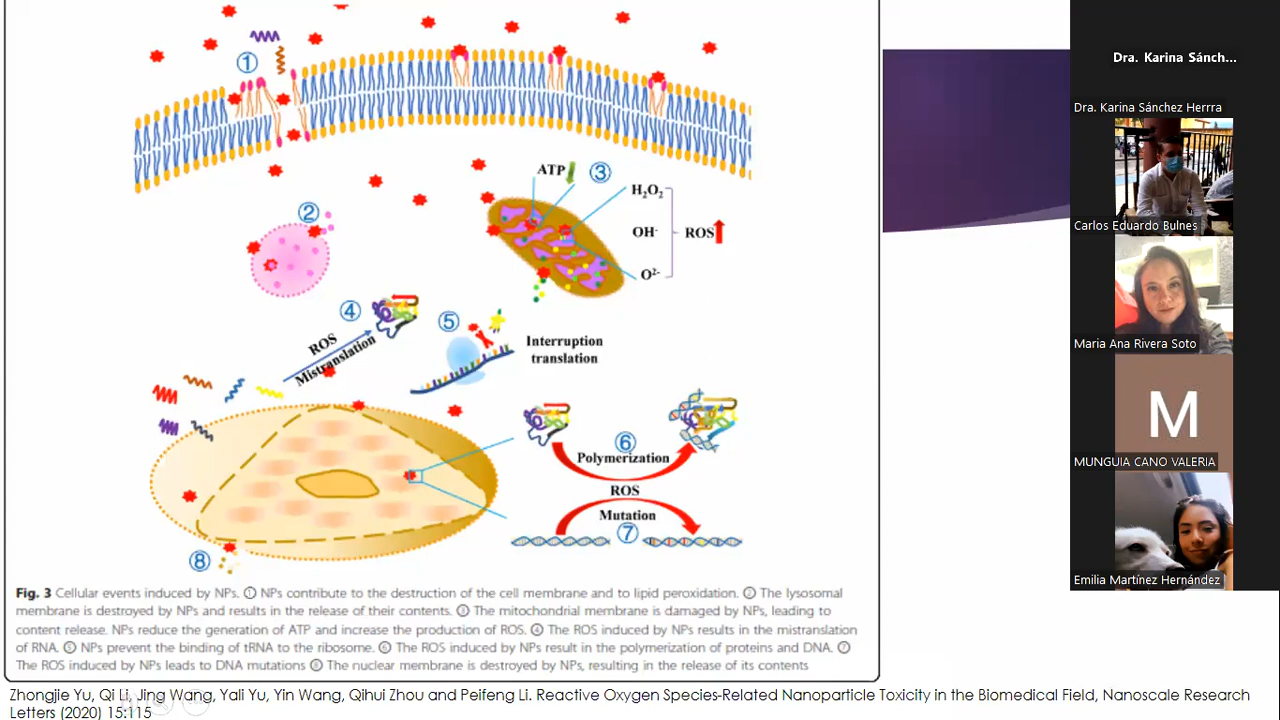 ①
ATP
③
H₂O₂
②
OH·
ROS
O²⁻
④
⑤
ROS
Mistranslation
Interruption
translation
⑥
Polymerization
ROS
Mutation
⑦
⑧
Fig. 3 Cellular events induced by NPs. ① NPs contribute to the destruction of the cell membrane and to lipid peroxidation. ② The lysosomal
membrane is destroyed by NPs and results in the release of their contents. ③ The mitochondrial membrane is damaged by NPs, leading to
content release. NPs reduce the generation of ATP and increase the production of ROS. ④ The ROS induced by NPs results in the mistranslation
of RNA. ⑤ NPs prevent the binding of tRNA to the ribosome. ⑥ The ROS induced by NPs result in the polymerization of proteins and DNA. ⑦
The ROS induced by NPs leads to DNA mutations ⑧ The nuclear membrane is destroyed by NPs, resulting in the release of its contents
Zhongjie Yu, Qi Li, Jing Wang, Yali Yu, Yin Wang, Qihui Zhou and Peifeng Li. Reactive Oxygen Species-Related Nanoparticle Toxicity in the Biomedical Field, Nanoscale Research
Letters (2020) 15:115
Dra. Karina Sánch...
Dra. Karina Sánchez Herrra
Carlos Eduardo Bulnes
Maria Ana Rivera Soto
M
MUNGUIA CANO VALERIA
Emilia Martínez Hernández